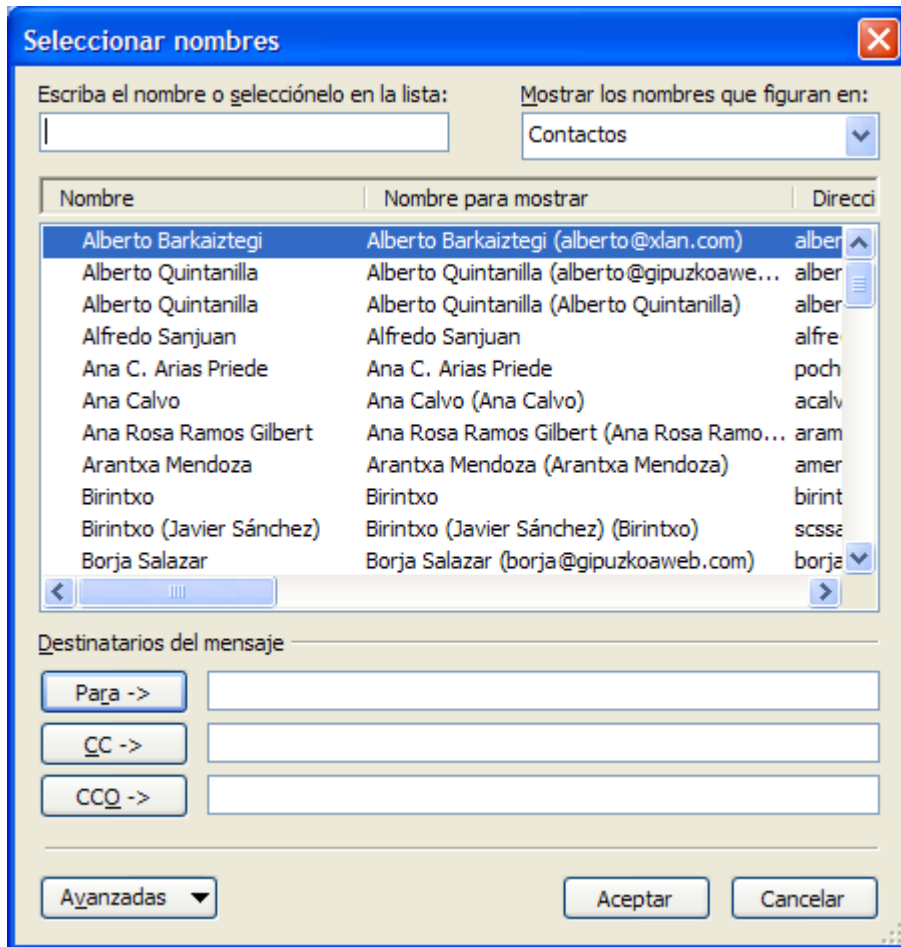 Seleccionar nombres
Escriba el nombre o selecciónelo en la lista: Mostrar los nombres que figuran en:
Contactos
Nombre Nombre para mostrar Direcci
Alberto Barkaiztegi Alberto Barkaiztegi (alberto@xlan.com) alber
Alberto Quintanilla Alberto Quintanilla (alberto@gipuzkoawe... alber
Alberto Quintanilla Alberto Quintanilla (Alberto Quintanilla) alber
Alfredo Sanjuan Alfredo Sanjuan alfre
Ana C. Arias Priede Ana C. Arias Priede poch
Ana Calvo Ana Calvo (Ana Calvo) acalv
Ana Rosa Ramos Gilbert Ana Rosa Ramos Gilbert (Ana Rosa Ramo... aram
Arantxa Mendoza Arantxa Mendoza (Arantxa Mendoza) amer
Birintxo Birintxo birint
Birintxo (Javier Sánchez) Birintxo (Javier Sánchez) (Birintxo) scssa
Borja Salazar Borja Salazar (borja@gipuzkoaweb.com) borja
Destinatarios del mensaje
Para ->
CC ->
CCO ->
Avanzadas Aceptar Cancelar